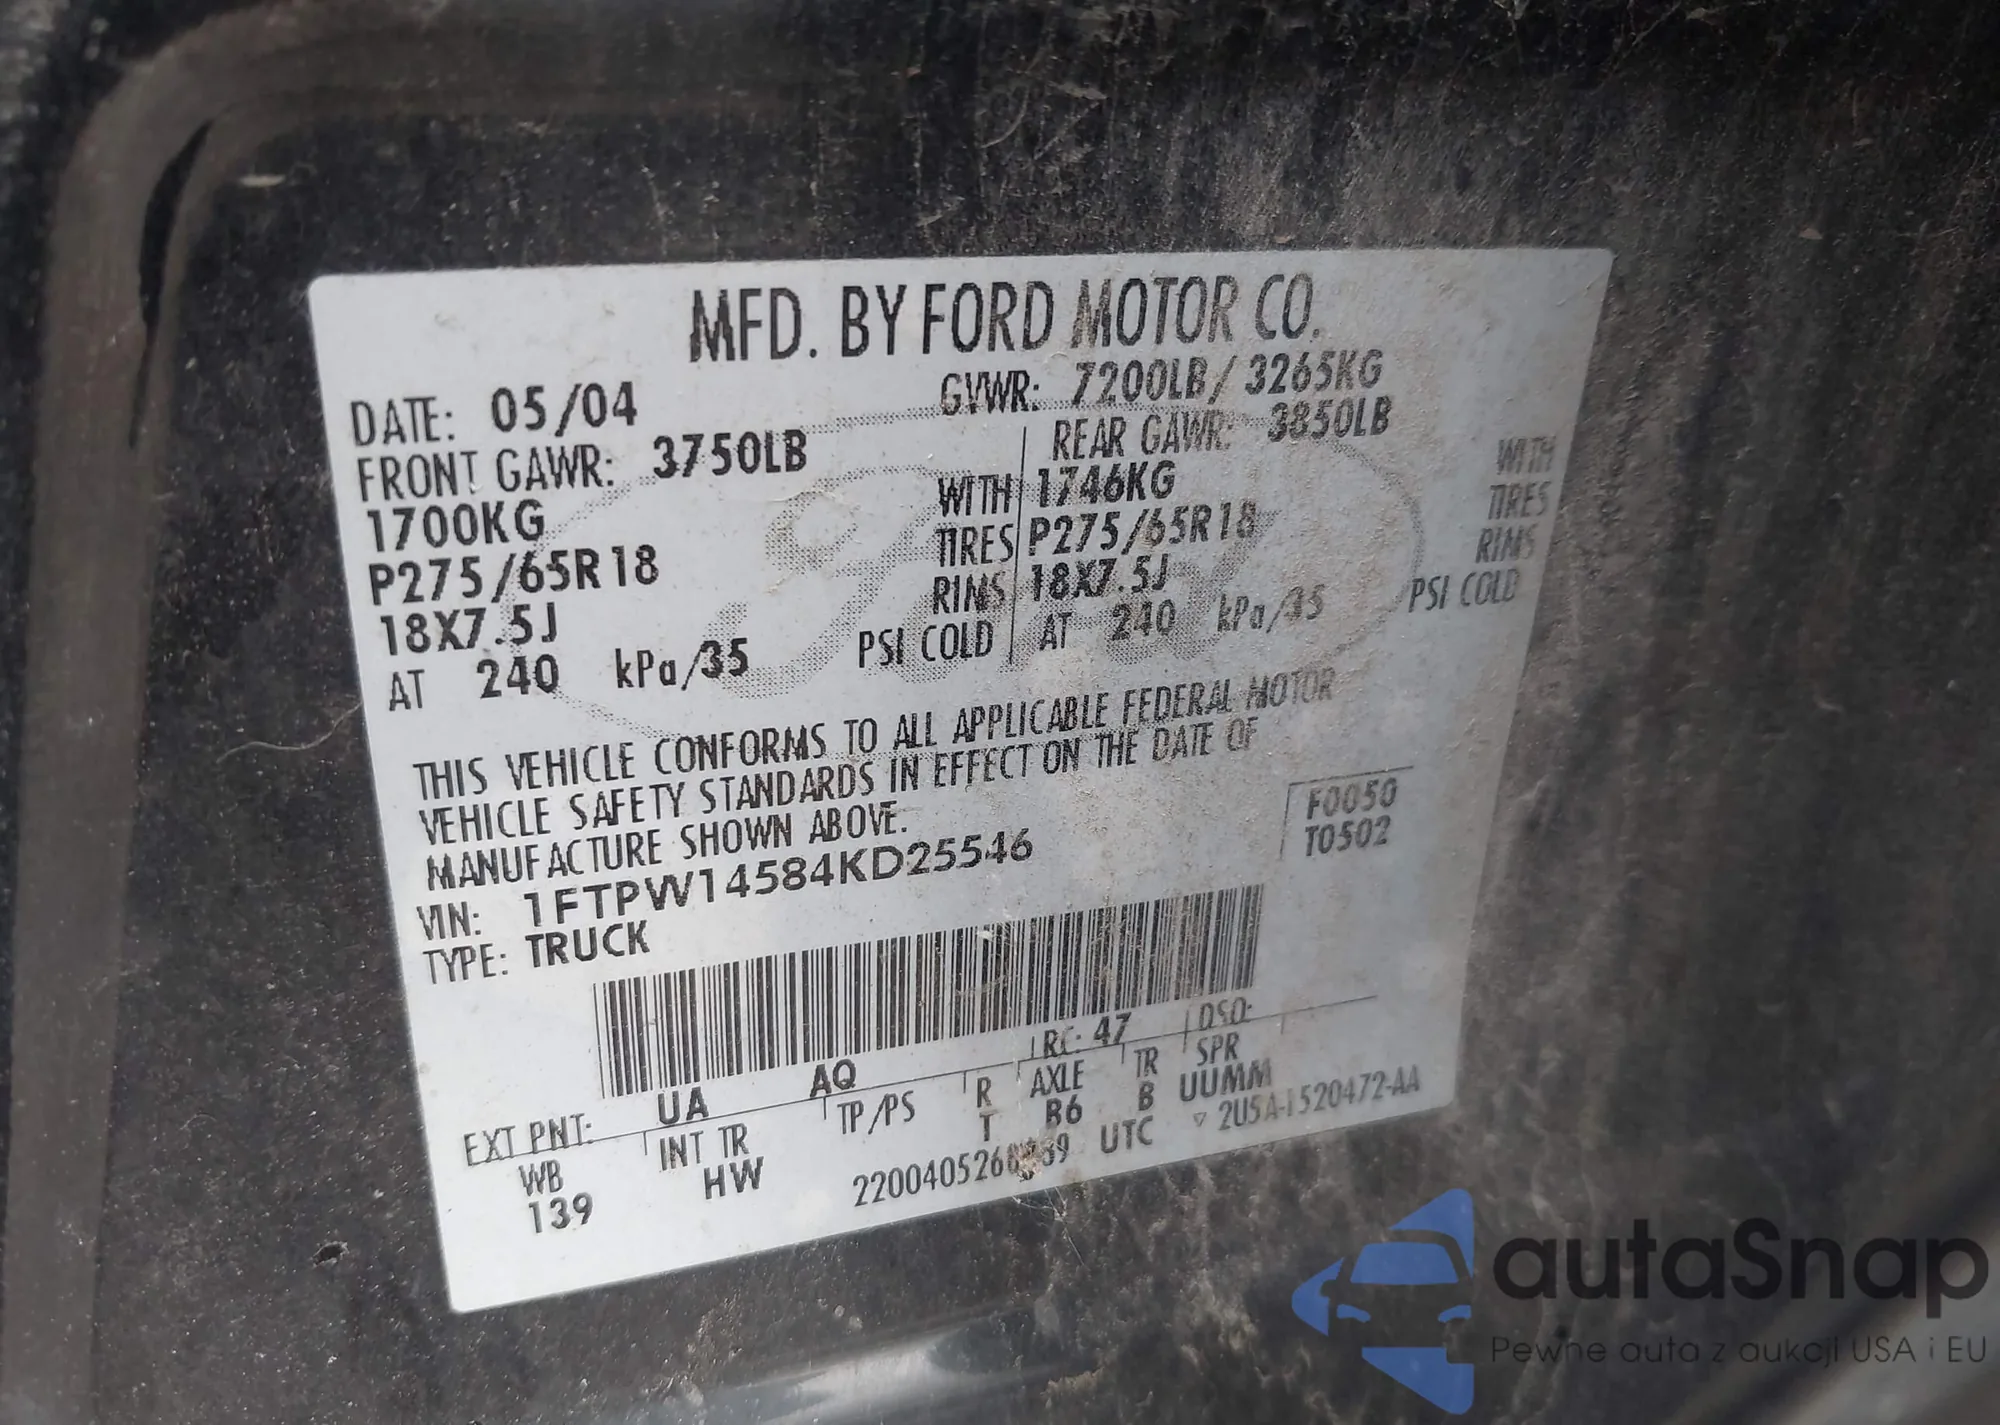 MFD. BY FORD MOTOR CO.
DATE: 05/04 GVWR: 7200LB/ 3265KG
FRONT GAWR: 3750LB REAR GAWR: 3850LB
1700KG WITH 1746KG WITH
P275/65R18 TIRES P275/65R18 TIRES
18X7.5J RIMS 18X7.5J RIMS
AT 240 kPa/35 PSI COLD AT 240 kPa/35 PSI COLD
THIS VEHICLE CONFORMS TO ALL APPLICABLE FEDERAL MOTOR
VEHICLE SAFETY STANDARDS IN EFFECT ON THE DATE OF
MANUFACTURE SHOWN ABOVE.
F0050
T0502
VIN: 1FTPW14584KD25546
TYPE: TRUCK
EXT PNT: UA AQ RC: 47 DSO:
WB INT TR TP/PS R AXLE TR SPR
139 HW T B6 B UUMM
UTC ▽ 2U5A-1520472-AA
autaSnap
Pewne auta z aukcji USA i EU